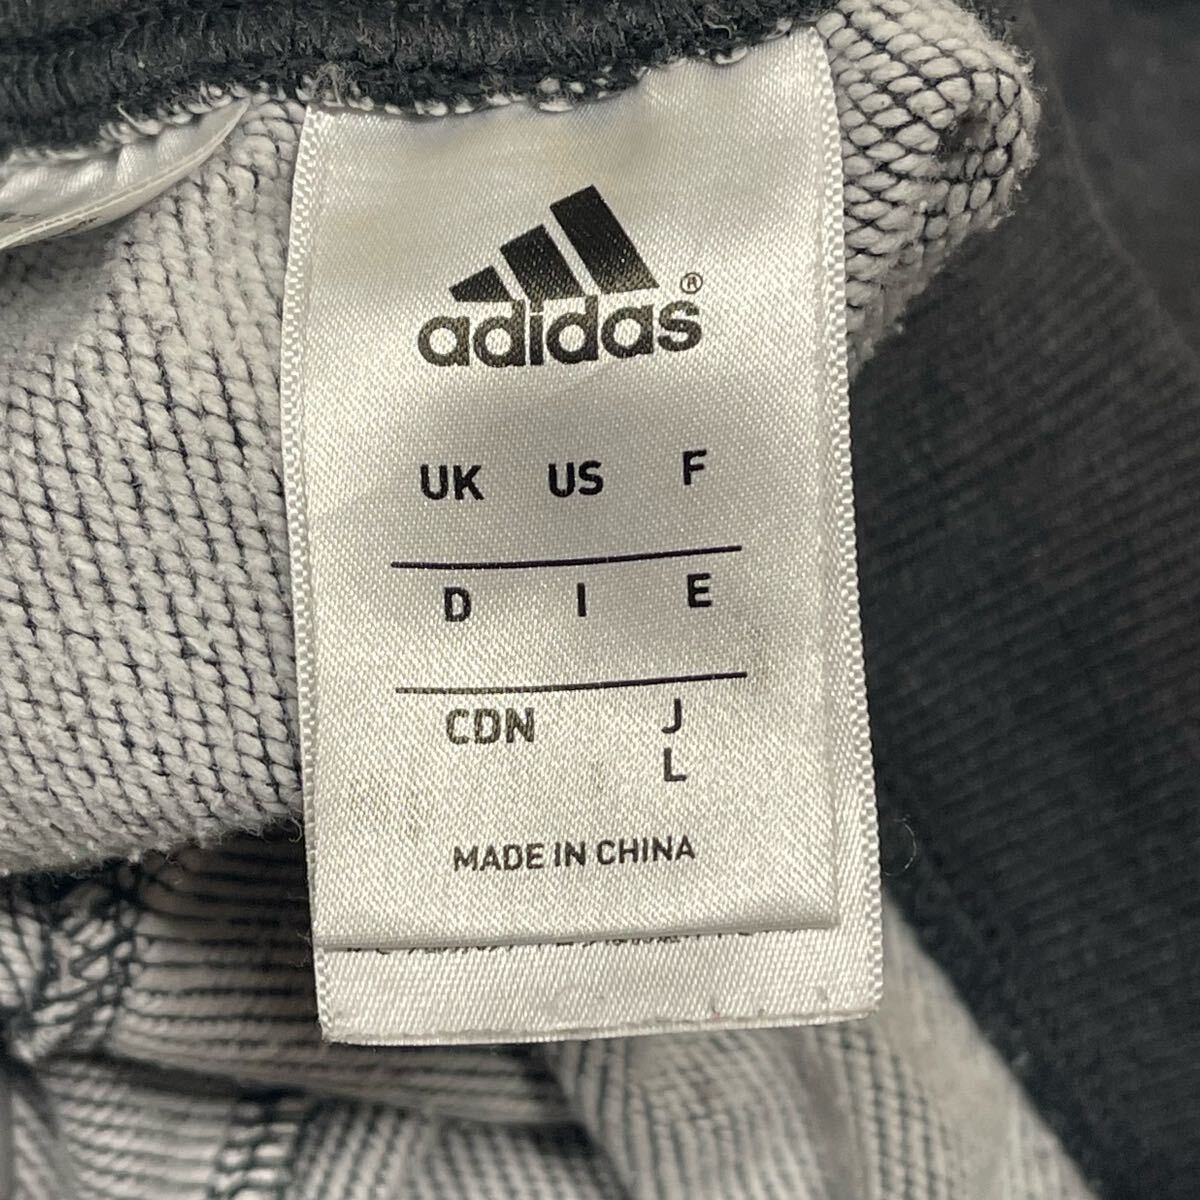 adidas®
UK US F
D I E
CDN J
L
MADE IN CHINA